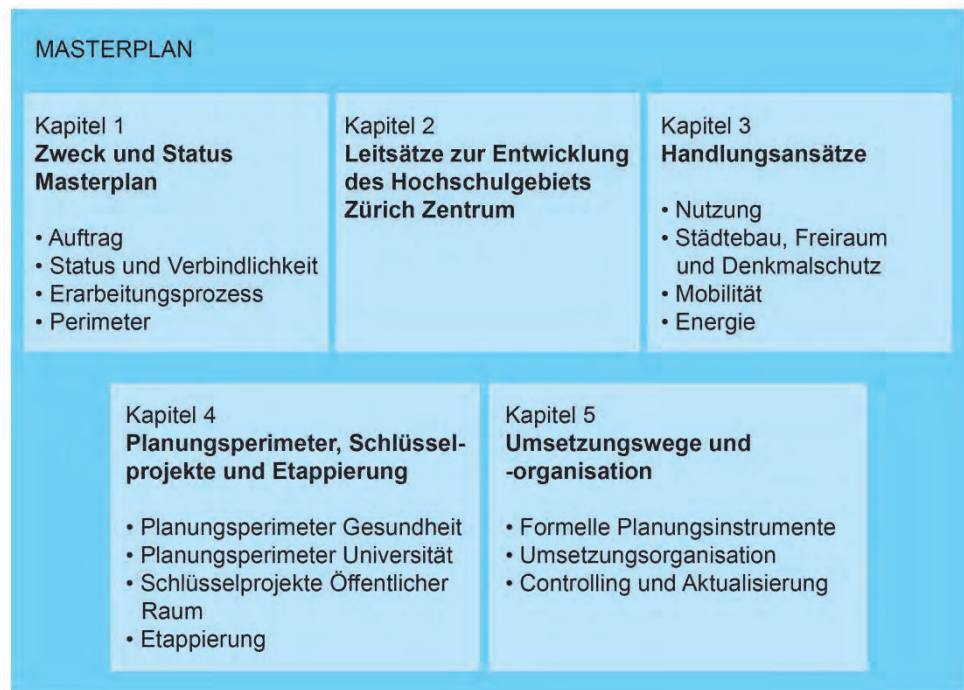 MASTERPLAN
Kapitel 1
Zweck und Status
Masterplan
• Auftrag
• Status und Verbindlichkeit
• Erarbeitungsprozess
• Perimeter
Kapitel 2
Leitsätze zur Entwicklung
des Hochschulgebiets
Zürich Zentrum
Kapitel 3
Handlungsansätze
• Nutzung
• Städtebau, Freiraum
und Denkmalschutz
• Mobilität
• Energie
Kapitel 4
Planungsperimeter, Schlüssel-
projekte und Etappierung
• Planungsperimeter Gesundheit
• Planungsperimeter Universität
• Schlüsselprojekte Öffentlicher
Raum
• Etappierung
Kapitel 5
Umsetzungswege und
-organisation
• Formelle Planungsinstrumente
• Umsetzungsorganisation
• Controlling und Aktualisierung